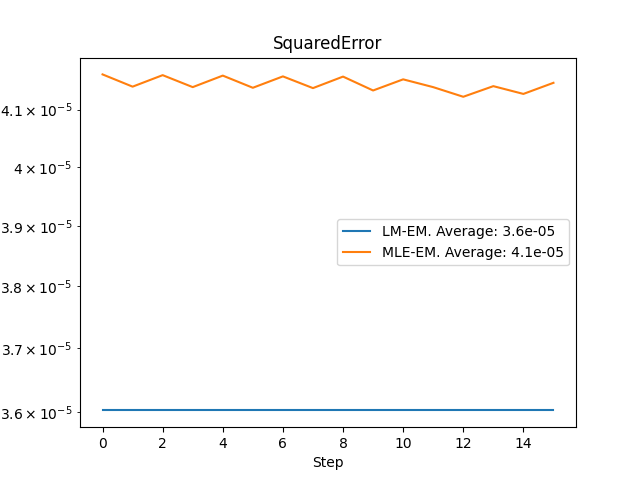 SquaredError
4.1 × 10⁻⁵
4 × 10⁻⁵
3.9 × 10⁻⁵
3.8 × 10⁻⁵
3.7 × 10⁻⁵
3.6 × 10⁻⁵
LM-EM. Average: 3.6e-05
MLE-EM. Average: 4.1e-05
0 2 4 6 8 10 12 14
Step